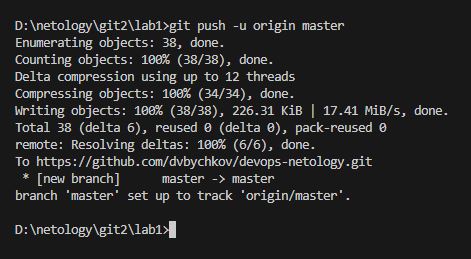 D:\netology\git2\lab1>git push -u origin master
Enumerating objects: 38, done.
Counting objects: 100% (38/38), done.
Delta compression using up to 12 threads
Compressing objects: 100% (34/34), done.
Writing objects: 100% (38/38), 226.31 KiB | 17.41 MiB/s, done.
Total 38 (delta 6), reused 0 (delta 0), pack-reused 0
remote: Resolving deltas: 100% (6/6), done.
To https://github.com/dvbychkov/devops-netology.git
 * [new branch]      master -> master
branch 'master' set up to track 'origin/master'.
D:\netology\git2\lab1>